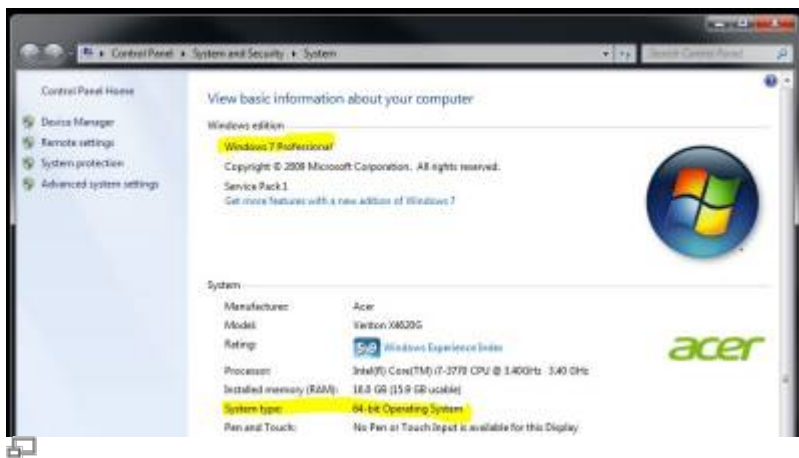 Control Panel ▸ System and Security ▸ System
Search Control Panel
Control Panel Home
Device Manager
Remote settings
System protection
Advanced system settings
View basic information about your computer
Windows edition
Windows 7 Professional
Copyright © 2009 Microsoft Corporation. All rights reserved.
Service Pack 1
Get more features with a new edition of Windows 7
System
Manufacturer: Acer
Model: Veriton X4620G
Rating: 5,9 Windows Experience Index
Processor: Intel(R) Core(TM) i7-3770 CPU @ 3.40GHz 3.40 GHz
Installed memory (RAM): 16.0 GB (15.9 GB usable)
System type: 64-bit Operating System
Pen and Touch: No Pen or Touch Input is available for this Display
acer